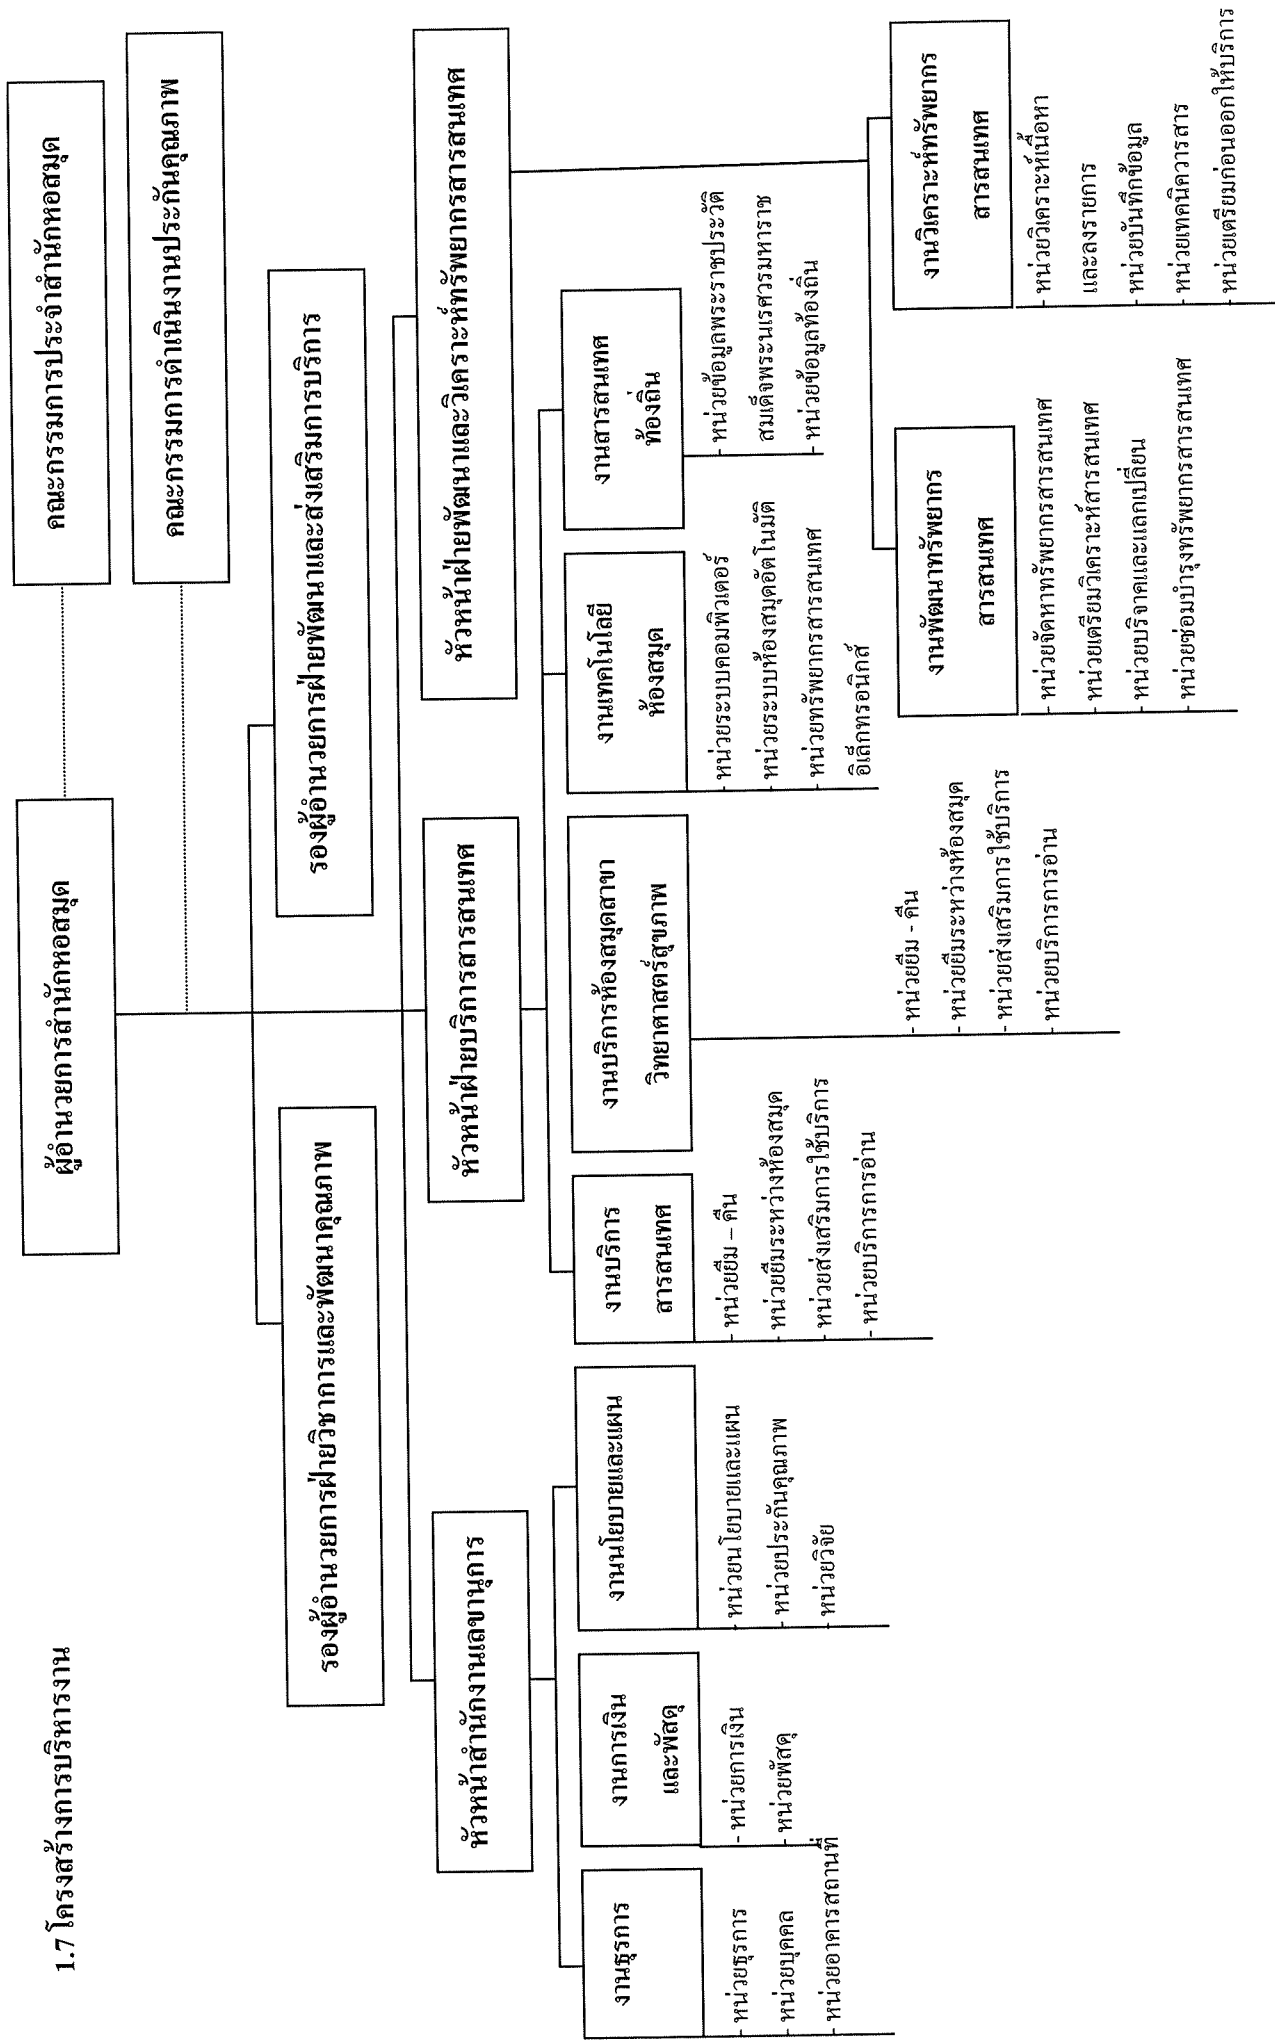 1.7 โครงสร้างการบริหารงาน
ผู้อำนวยการสำนักหอสมุด
คณะกรรมการประจำสำนักหอสมุด
คณะกรรมการดำเนินงานประกันคุณภาพ
รองผู้อำนวยการฝ่ายวิชาการและพัฒนาคุณภาพ
รองผู้อำนวยการฝ่ายพัฒนาและส่งเสริมการบริการ
หัวหน้าสำนักงานเลขานุการ
หัวหน้าฝ่ายบริการสารสนเทศ
หัวหน้าฝ่ายพัฒนาและวิเคราะห์ทรัพยากรสารสนเทศ
งานธุรการ
- หน่วยธุรการ
- หน่วยบุคคล
- หน่วยอาคารสถานที่
งานการเงิน
และพัสดุ
- หน่วยการเงิน
- หน่วยพัสดุ
งานนโยบายและแผน
- หน่วยนโยบายและแผน
- หน่วยประกันคุณภาพ
- หน่วยวิจัย
งานบริการ
สารสนเทศ
- หน่วยยืม – คืน
- หน่วยยืมระหว่างห้องสมุด
- หน่วยส่งเสริมการใช้บริการ
- หน่วยบริการการอ่าน
งานบริการห้องสมุดสาขา
วิทยาศาสตร์สุขภาพ
- หน่วยยืม - คืน
- หน่วยยืมระหว่างห้องสมุด
- หน่วยส่งเสริมการใช้บริการ
- หน่วยบริการการอ่าน
งานเทคโนโลยี
ห้องสมุด
- หน่วยระบบคอมพิวเตอร์
- หน่วยระบบห้องสมุดอัตโนมัติ
- หน่วยทรัพยากรสารสนเทศ
อิเล็กทรอนิกส์
งานสารสนเทศ
ท้องถิ่น
- หน่วยข้อมูลพระราชประวัติ
สมเด็จพระนเรศวรมหาราช
- หน่วยข้อมูลท้องถิ่น
งานพัฒนาทรัพยากร
สารสนเทศ
- หน่วยจัดหาทรัพยากรสารสนเทศ
- หน่วยเตรียมวิเคราะห์สารสนเทศ
- หน่วยบริจาคและแลกเปลี่ยน
- หน่วยซ่อมบำรุงทรัพยากรสารสนเทศ
งานวิเคราะห์ทรัพยากร
สารสนเทศ
- หน่วยวิเคราะห์เนื้อหา
และลงรายการ
- หน่วยบันทึกข้อมูล
- หน่วยเทคนิควารสาร
- หน่วยเตรียมก่อนออกให้บริการ